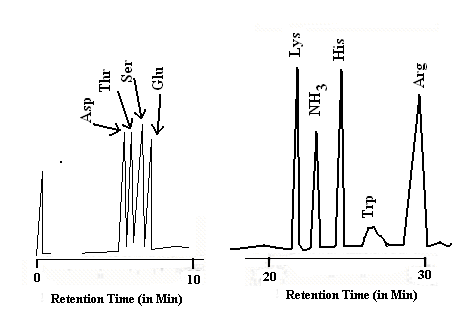 Asp
Thr
Ser
Glu
0
10
Retention Time (in Min)
Lys
NH3
His
Trp
Arg
20
30
Retention Time (in Min)